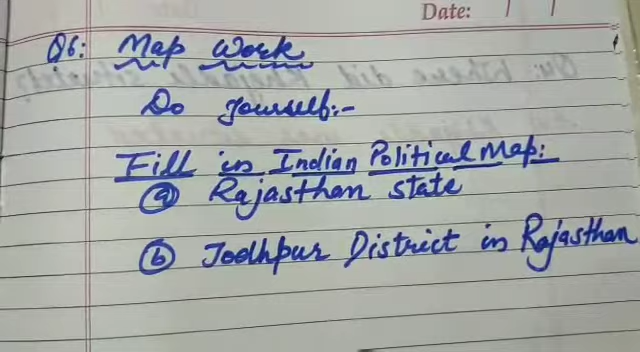 Date:
Q6: Map Work
Do yourself:-
Fill in Indian Political Map:
(a) Rajasthan state
(b) Jodhpur District in Rajasthan